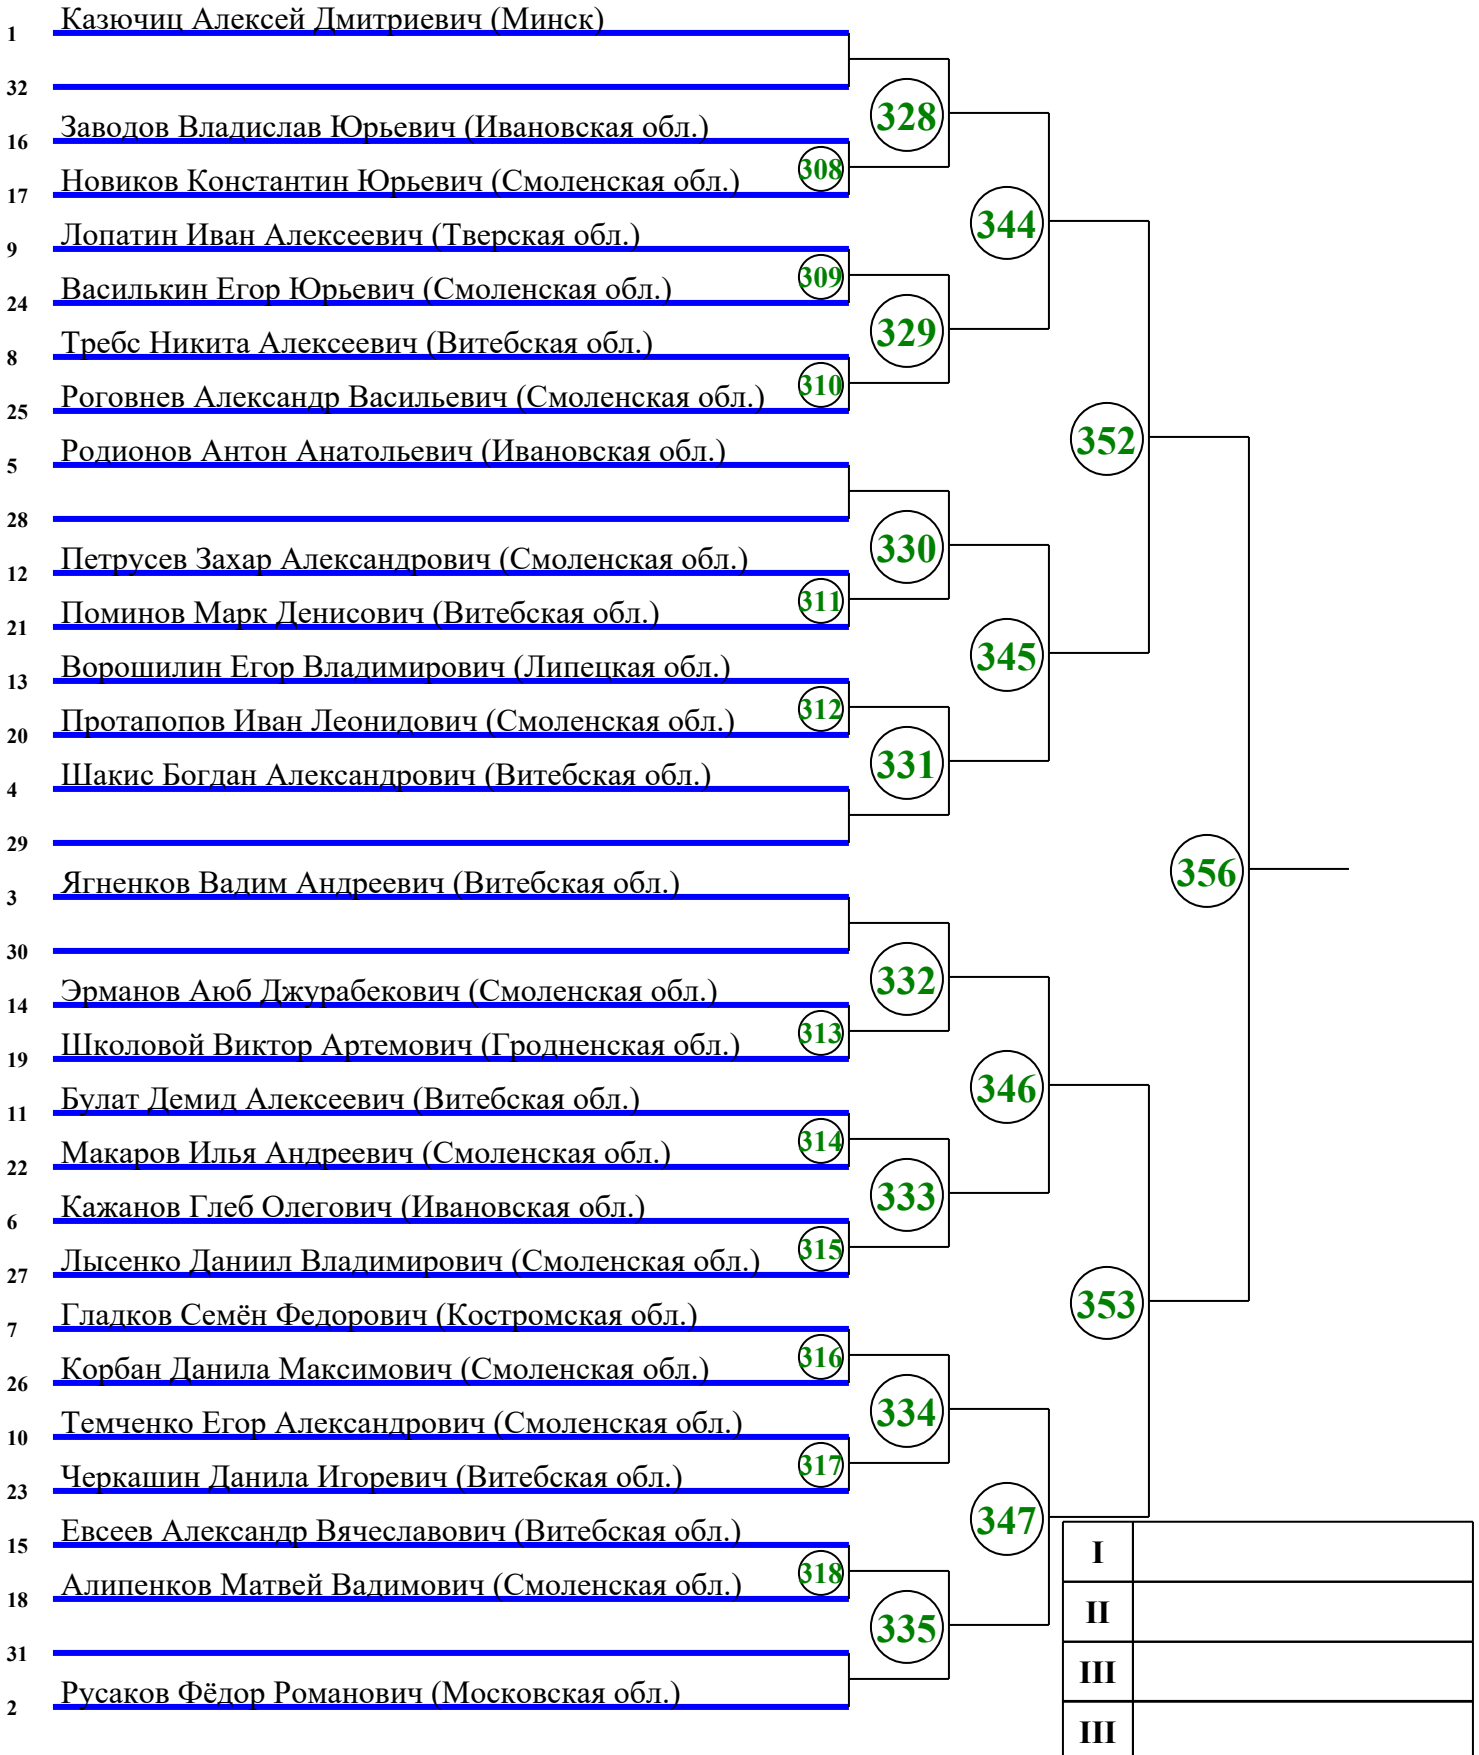 1 Казючиц Алексей Дмитриевич (Минск)
32
328
16 Заводов Владислав Юрьевич (Ивановская обл.)
308
17 Новиков Константин Юрьевич (Смоленская обл.)
344
9 Лопатин Иван Алексеевич (Тверская обл.)
309
24 Василькин Егор Юрьевич (Смоленская обл.)
329
8 Требс Никита Алексеевич (Витебская обл.)
310
25 Роговнев Александр Васильевич (Смоленская обл.)
352
5 Родионов Антон Анатольевич (Ивановская обл.)
28
330
12 Петрусев Захар Александрович (Смоленская обл.)
311
21 Поминов Марк Денисович (Витебская обл.)
345
13 Ворошилин Егор Владимирович (Липецкая обл.)
312
20 Протапопов Иван Леонидович (Смоленская обл.)
331
4 Шакис Богдан Александрович (Витебская обл.)
29
356
3 Ягненков Вадим Андреевич (Витебская обл.)
30
332
14 Эрманов Аюб Джурабекович (Смоленская обл.)
313
19 Школовой Виктор Артемович (Гродненская обл.)
346
11 Булат Демид Алексеевич (Витебская обл.)
314
22 Макаров Илья Андреевич (Смоленская обл.)
333
6 Кажанов Глеб Олегович (Ивановская обл.)
315
27 Лысенко Даниил Владимирович (Смоленская обл.)
353
7 Гладков Семён Федорович (Костромская обл.)
316
26 Корбан Данила Максимович (Смоленская обл.)
334
10 Темченко Егор Александрович (Смоленская обл.)
317
23 Черкашин Данила Игоревич (Витебская обл.)
347
15 Евсеев Александр Вячеславович (Витебская обл.)
318
18 Алипенков Матвей Вадимович (Смоленская обл.)
335
31
2 Русаков Фёдор Романович (Московская обл.)
I
II
III
III